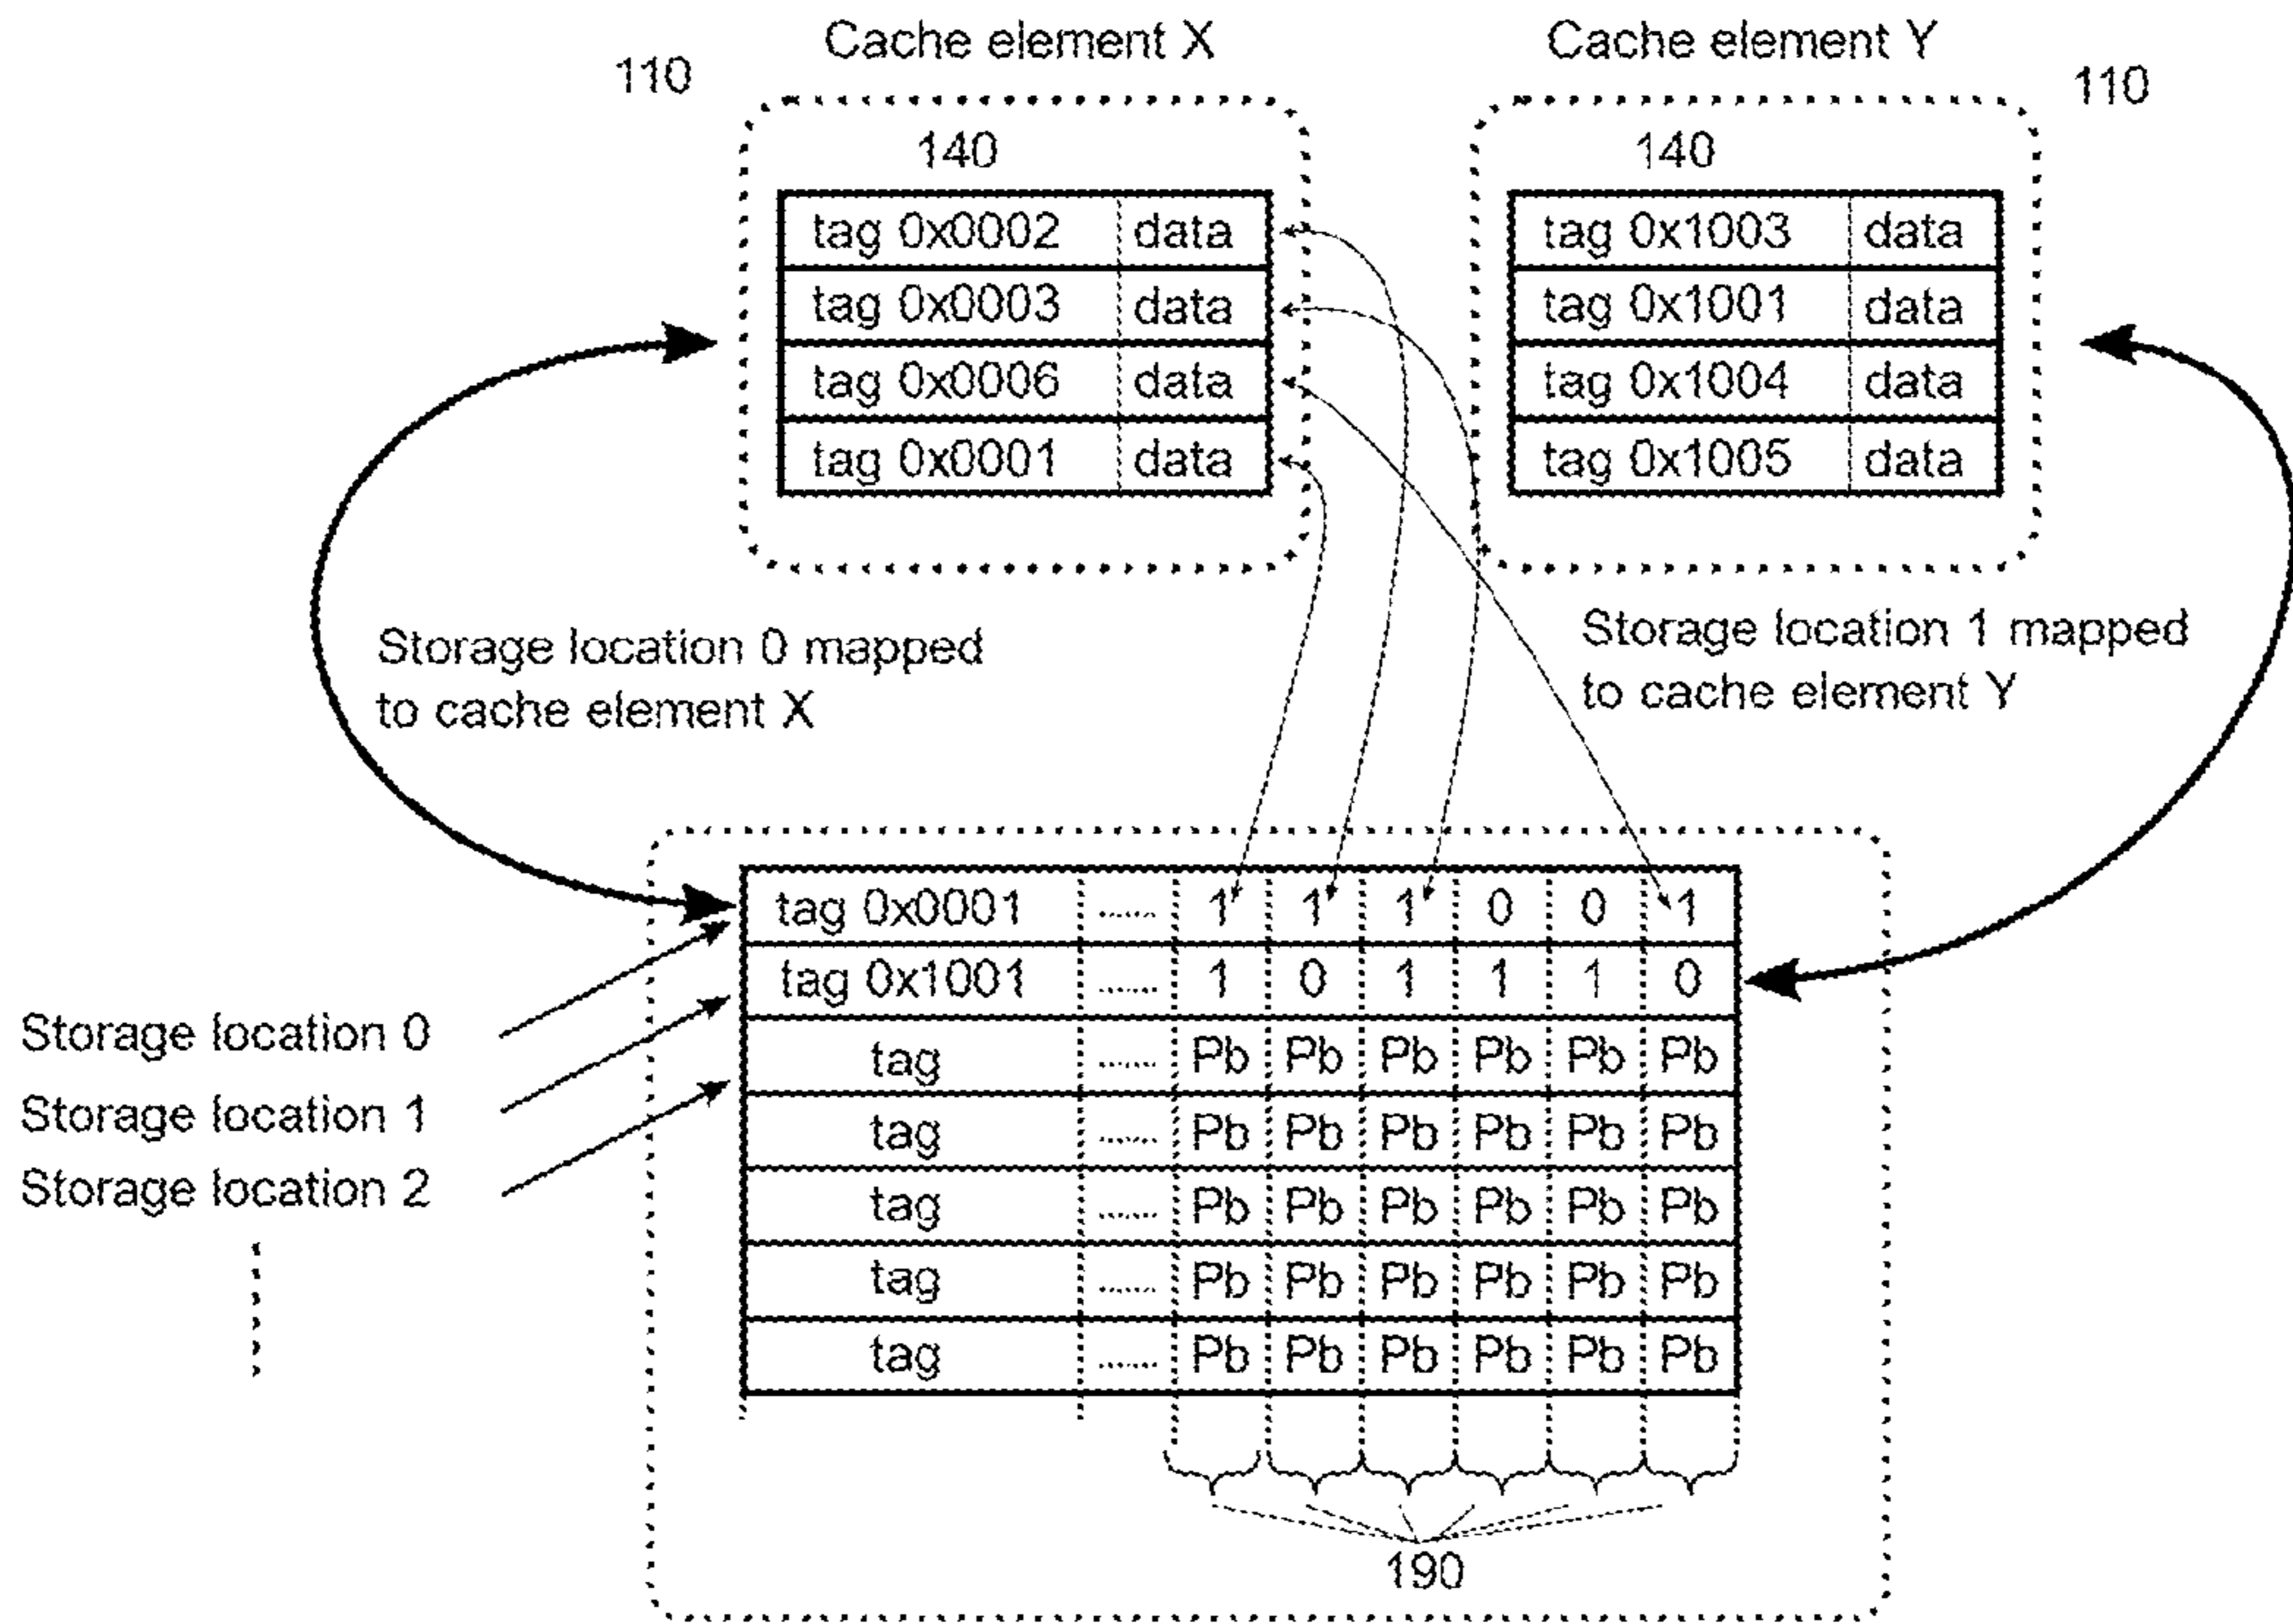 Cache element X
Cache element Y
110
110
140
140
tag 0x0002 data
tag 0x0003 data
tag 0x0006 data
tag 0x0001 data
tag 0x1003 data
tag 0x1001 data
tag 0x1004 data
tag 0x1005 data
Storage location 0 mapped
to cache element X
Storage location 1 mapped
to cache element Y
tag 0x0001 ...... 1 1 1 0 0 1
tag 0x1001 ...... 1 0 1 1 1 0
tag ...... Pb Pb Pb Pb Pb Pb
tag ...... Pb Pb Pb Pb Pb Pb
tag ...... Pb Pb Pb Pb Pb Pb
tag ...... Pb Pb Pb Pb Pb Pb
tag ...... Pb Pb Pb Pb Pb Pb
Storage location 0
Storage location 1
Storage location 2
190